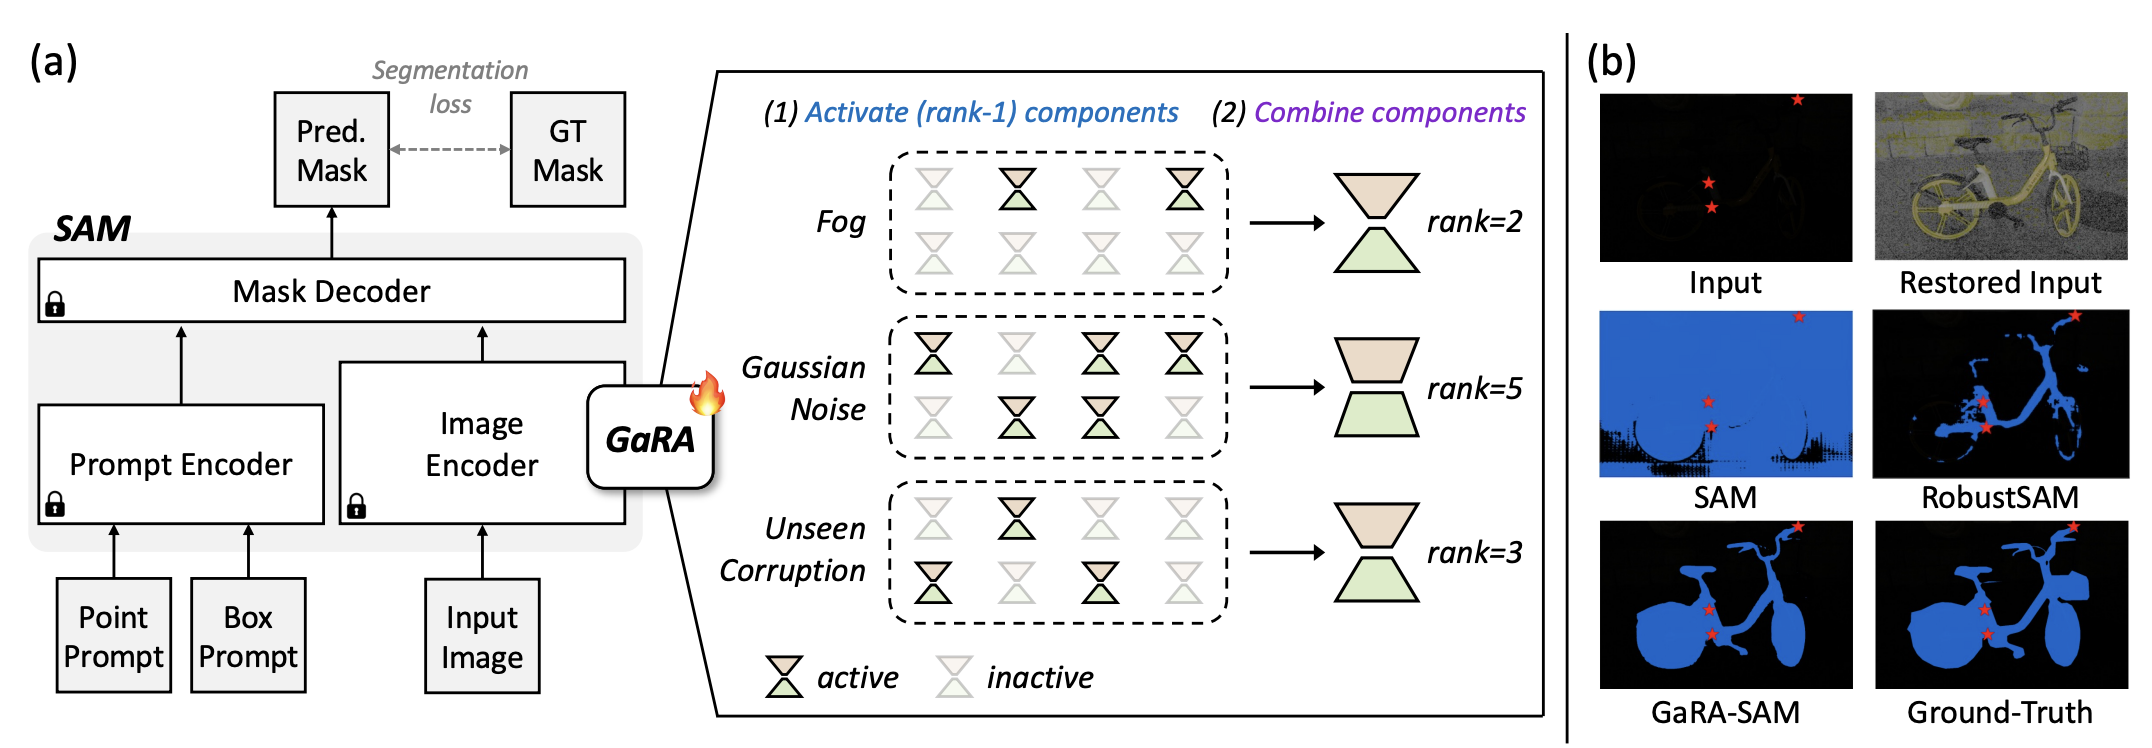 (a)
Segmentation
loss
Pred.
Mask
GT
Mask
SAM
Mask Decoder
Prompt Encoder
Image
Encoder
GaRA
Point
Prompt
Box
Prompt
Input
Image
(1) Activate (rank-1) components
(2) Combine components
Fog
rank=2
Gaussian
Noise
rank=5
Unseen
Corruption
rank=3
active
inactive
(b)
Input
Restored Input
SAM
RobustSAM
GaRA-SAM
Ground-Truth